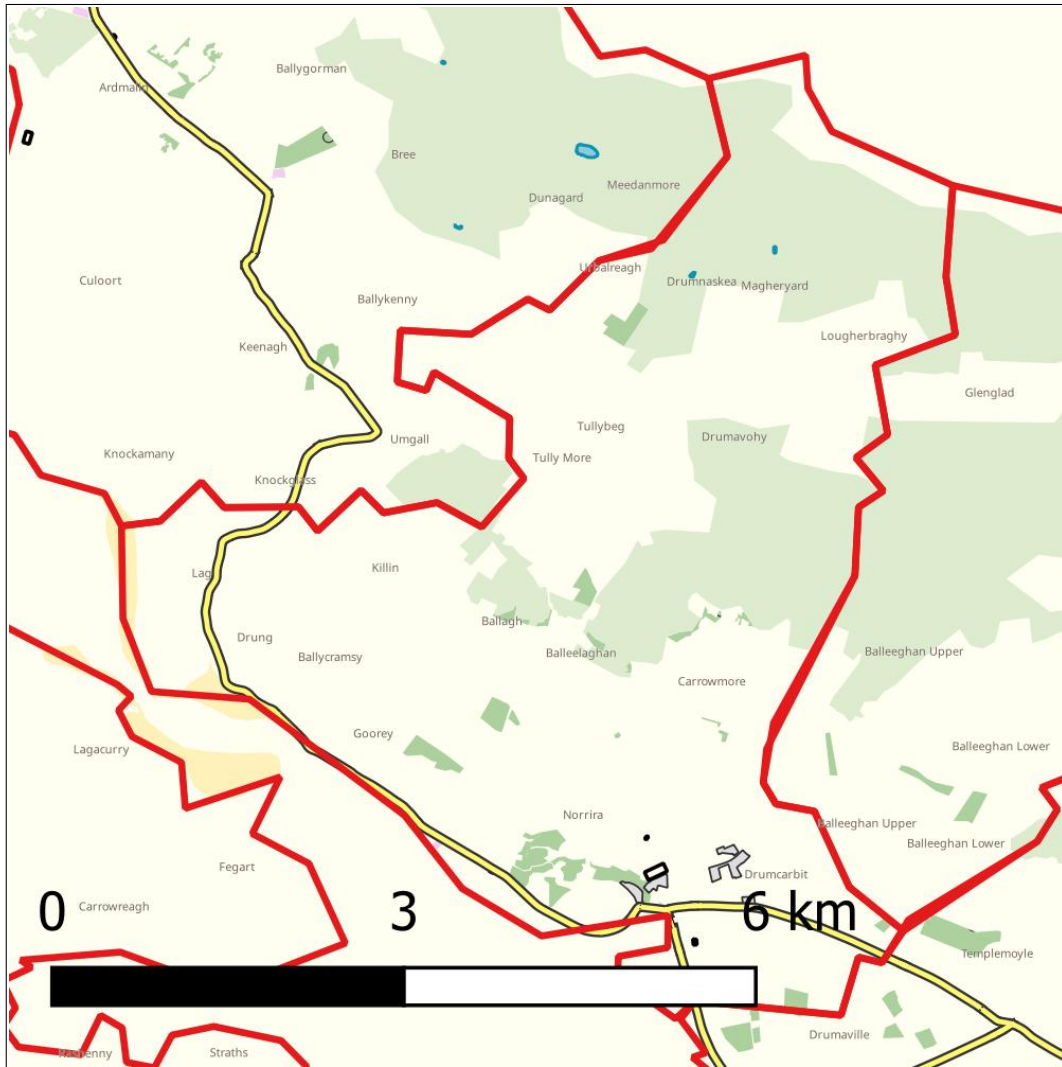 Ballygorman
Ardmalin
Bree
Meedanmore
Dunagard
Urbalreagh
Culoort
Drumnaskea
Magheryard
Ballykenny
Lougherbraghy
Keenagh
Glenglad
Tullybeg
Umgall
Drumavohy
Knockamany
Tully More
Knockglass
Killin
Lag
Ballagh
Drung
Balleelaghan
Balleeghan Upper
Ballycramsy
Carrowmore
Goorey
Lagacurry
Balleeghan Lower
Norrira
Balleeghan Upper
Balleeghan Lower
Fegart
Drumcarbit
Carrowreagh
0 3 6 km
Templemoyle
Drumaville
Kashenny
Straths